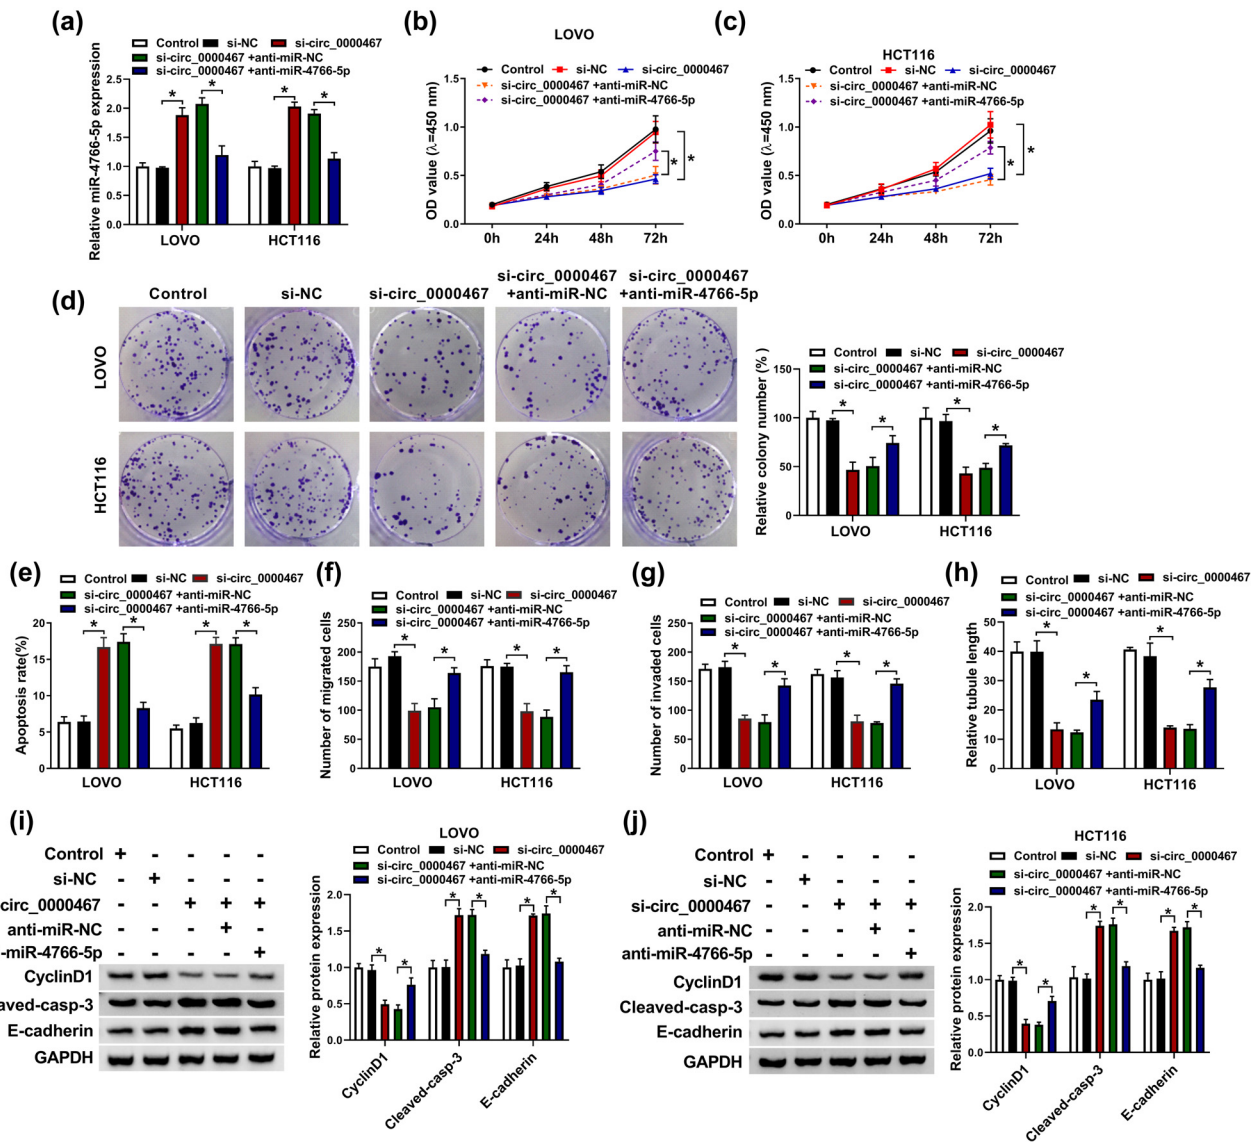 (a)
Control si-NC si-circ_0000467
si-circ_0000467 +anti-miR-NC
si-circ_0000467 +anti-miR-4766-5p
Relative miR-4766-5p expression
2.5
2.0
1.5
1.0
0.5
0.0
* * * *
LOVO HCT116
(b)
LOVO
Control si-NC si-circ_0000467
si-circ_0000467 +anti-miR-NC
si-circ_0000467 +anti-miR-4766-5p
OD value (λ=450 nm)
1.5
1.0
0.5
0.0
* *
0h 24h 48h 72h
(c)
HCT116
Control si-NC si-circ_0000467
si-circ_0000467 +anti-miR-NC
si-circ_0000467 +anti-miR-4766-5p
OD value (λ=450 nm)
1.5
1.0
0.5
0.0
* *
0h 24h 48h 72h
(d)
Control si-NC si-circ_0000467 si-circ_0000467 +anti-miR-NC si-circ_0000467 +anti-miR-4766-5p
LOVO
HCT116
Control si-NC si-circ_0000467
si-circ_0000467 +anti-miR-NC
si-circ_0000467 +anti-miR-4766-5p
Relative colony number (%)
150
100
50
0
* * * *
LOVO HCT116
(e)
Control si-NC si-circ_0000467
si-circ_0000467 +anti-miR-NC
si-circ_0000467 +anti-miR-4766-5p
Apoptosis rate(%)
20
15
10
5
0
* * * *
LOVO HCT116
(f)
Control si-NC si-circ_0000467
si-circ_0000467 +anti-miR-NC
si-circ_0000467 +anti-miR-4766-5p
Number of migrated cells
250
200
150
100
50
0
* * * *
LOVO HCT116
(g)
Control si-NC si-circ_0000467
si-circ_0000467 +anti-miR-NC
si-circ_0000467 +anti-miR-4766-5p
Number of invaded cells
250
200
150
100
50
0
* * * *
LOVO HCT116
(h)
Control si-NC si-circ_0000467
si-circ_0000467 +anti-miR-NC
si-circ_0000467 +anti-miR-4766-5p
Relative tubule length
50
40
30
20
10
0
* * * *
LOVO HCT116
(i)
Control + - - - -
si-NC - + - - -
circ_0000467 - - + + +
anti-miR-NC - - - + -
-miR-4766-5p - - - - +
CyclinD1
aved-casp-3
E-cadherin
GAPDH
LOVO
Control si-NC si-circ_0000467
si-circ_0000467 +anti-miR-NC
si-circ_0000467 +anti-miR-4766-5p
Relative protein expression
2.0
1.5
1.0
0.5
0.0
* * * * * *
CyclinD1 Cleaved-casp-3 E-cadherin
(j)
Control + - - - -
si-NC - + - - -
si-circ_0000467 - - + + +
anti-miR-NC - - - + -
anti-miR-4766-5p - - - - +
CyclinD1
Cleaved-casp-3
E-cadherin
GAPDH
HCT116
Control si-NC si-circ_0000467
si-circ_0000467 +anti-miR-NC
si-circ_0000467 +anti-miR-4766-5p
Relative protein expression
2.0
1.5
1.0
0.5
0.0
* * * * * *
CyclinD1 Cleaved-casp-3 E-cadherin